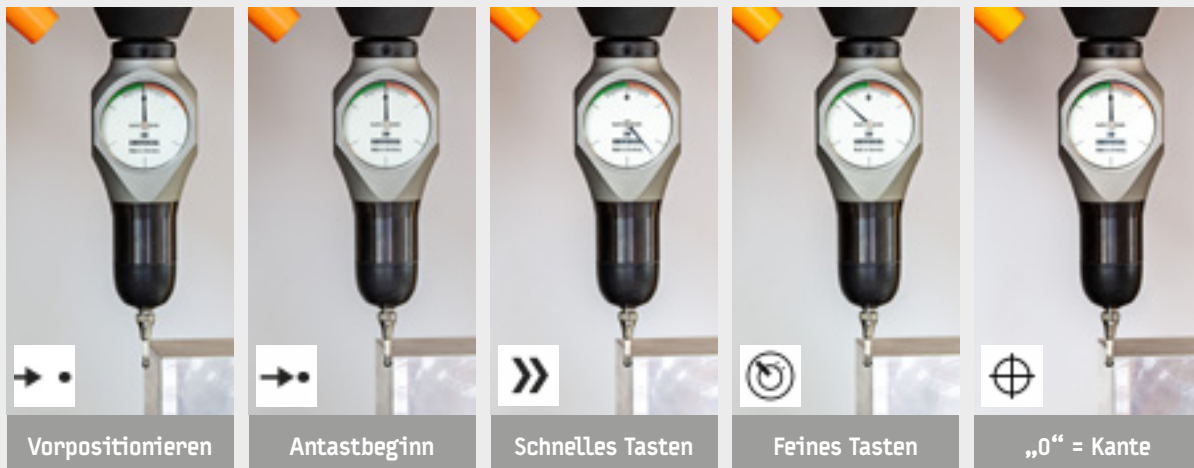 Vorpositionieren
Antastbeginn
Schnelles Tasten
Feines Tasten
„0“ = Kante